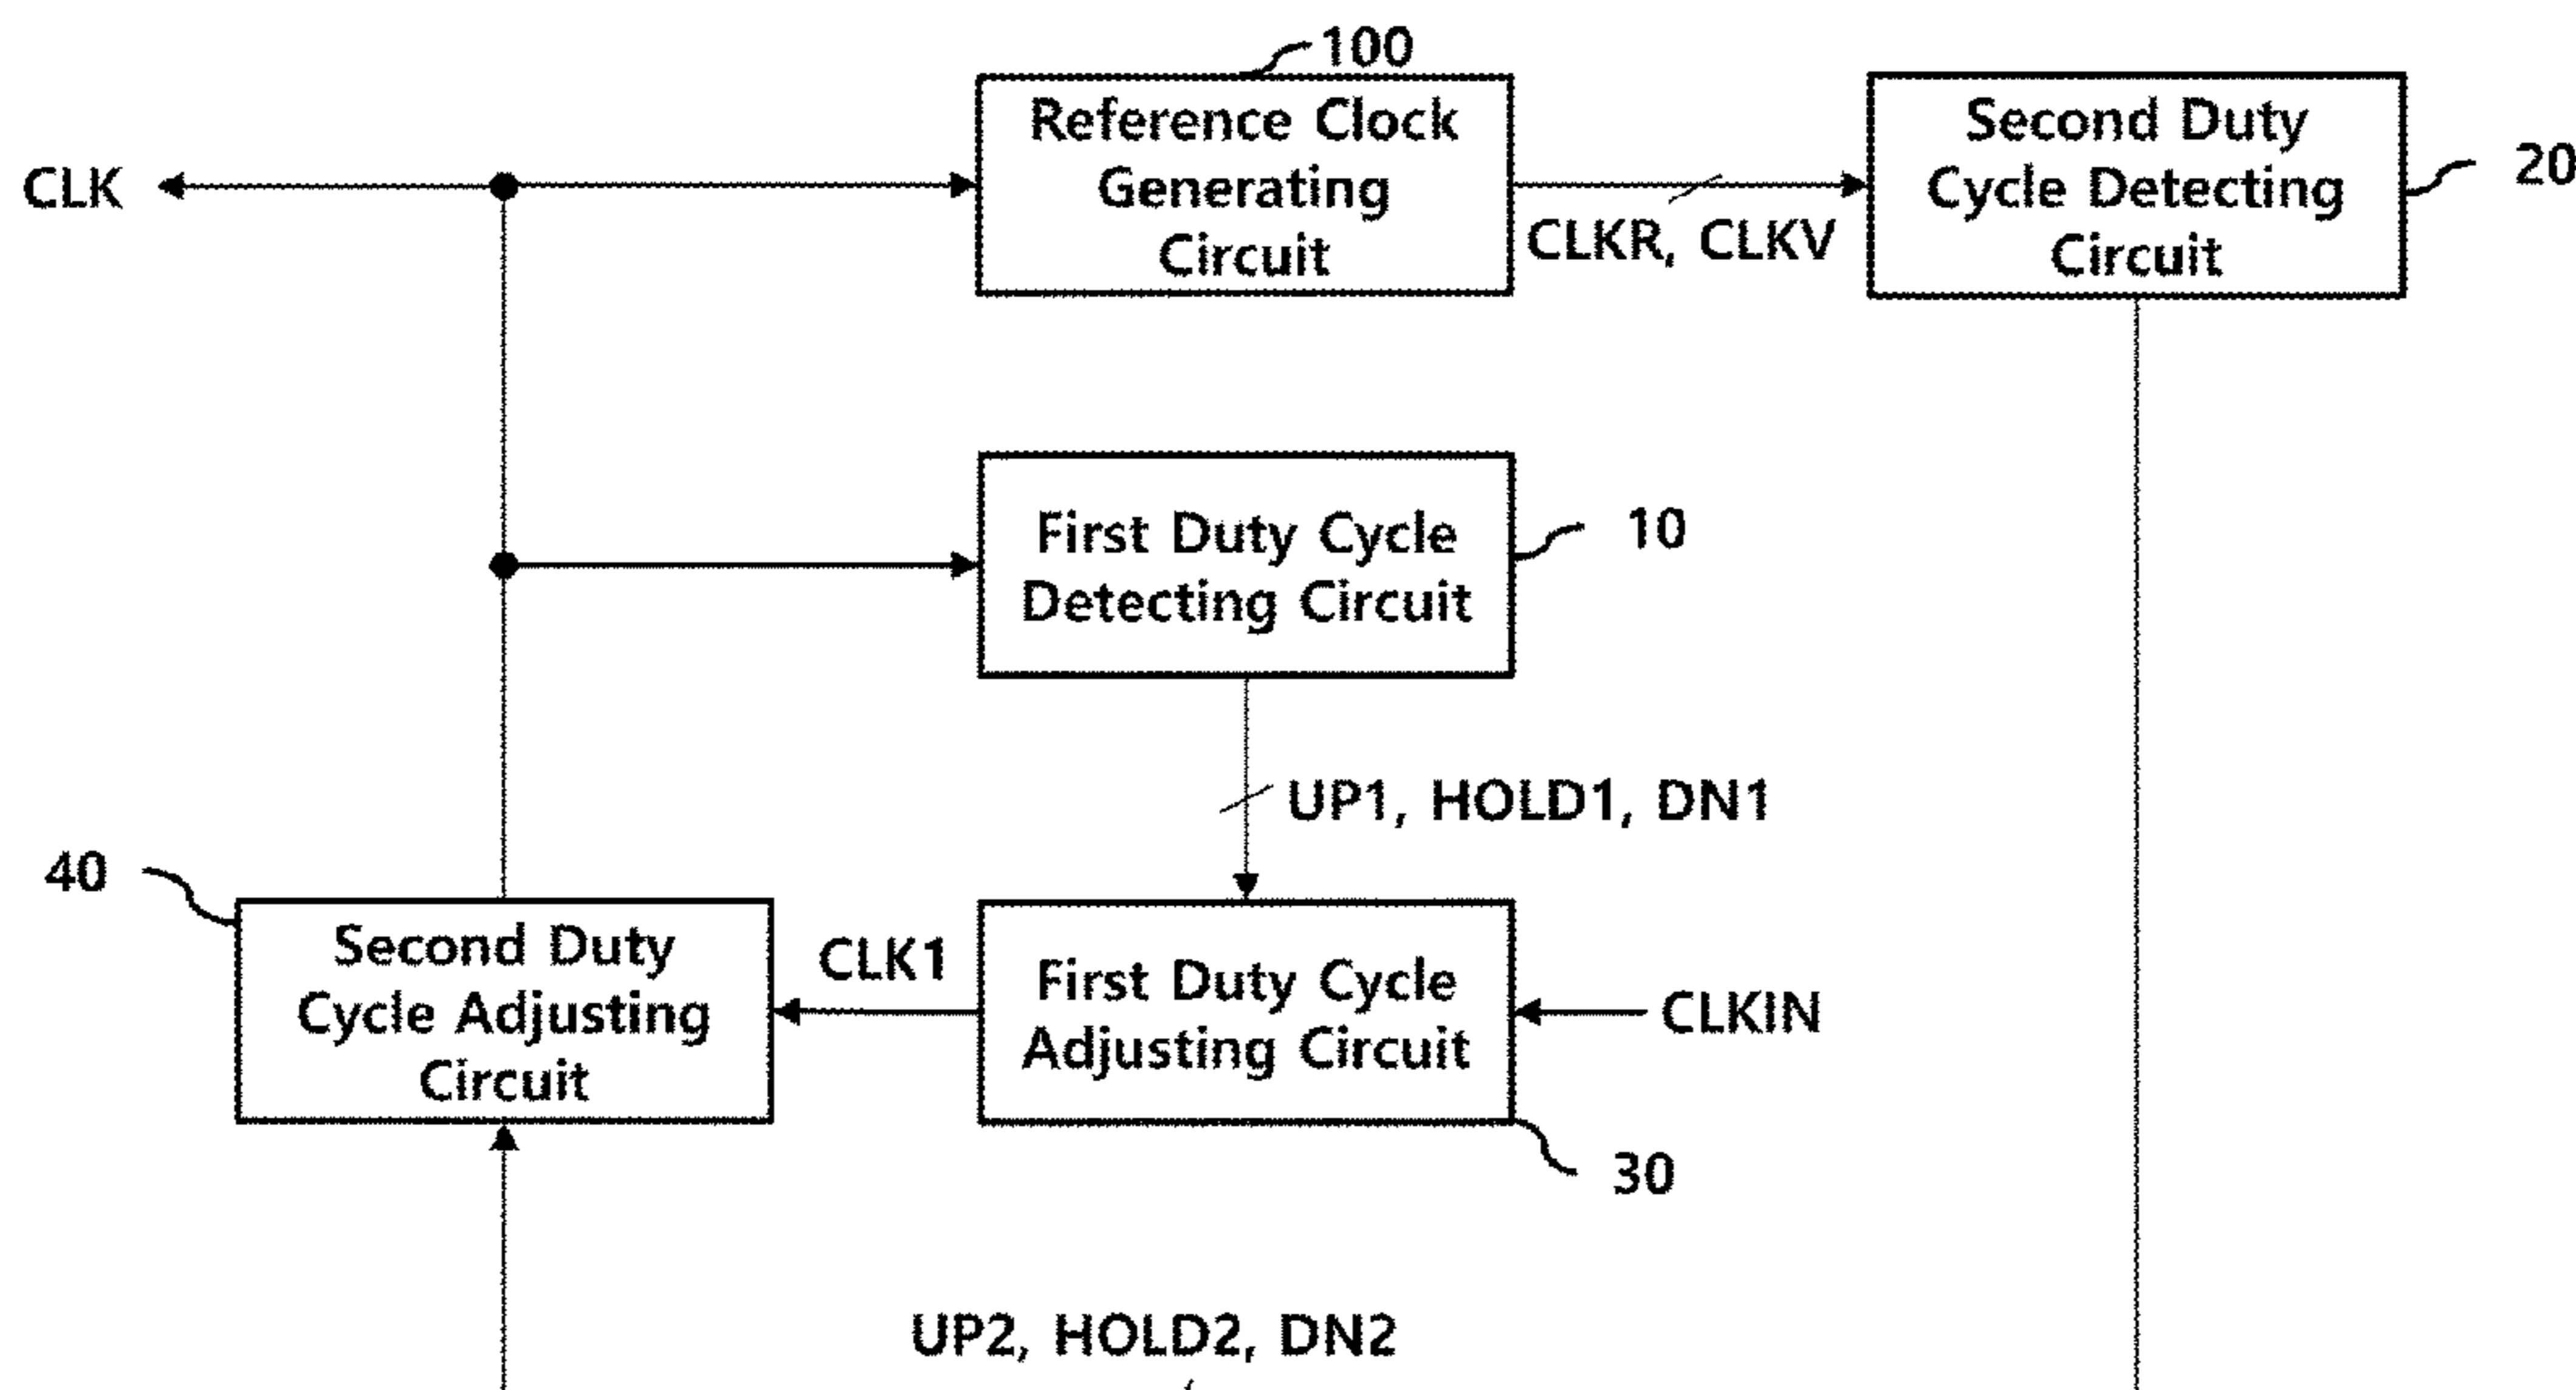 100
Reference Clock
Generating
Circuit
Second Duty
Cycle Detecting
Circuit
20
CLK
CLKR, CLKV
First Duty Cycle
Detecting Circuit
10
UP1, HOLD1, DN1
40
Second Duty
Cycle Adjusting
Circuit
CLK1
First Duty Cycle
Adjusting Circuit
CLKIN
30
UP2, HOLD2, DN2